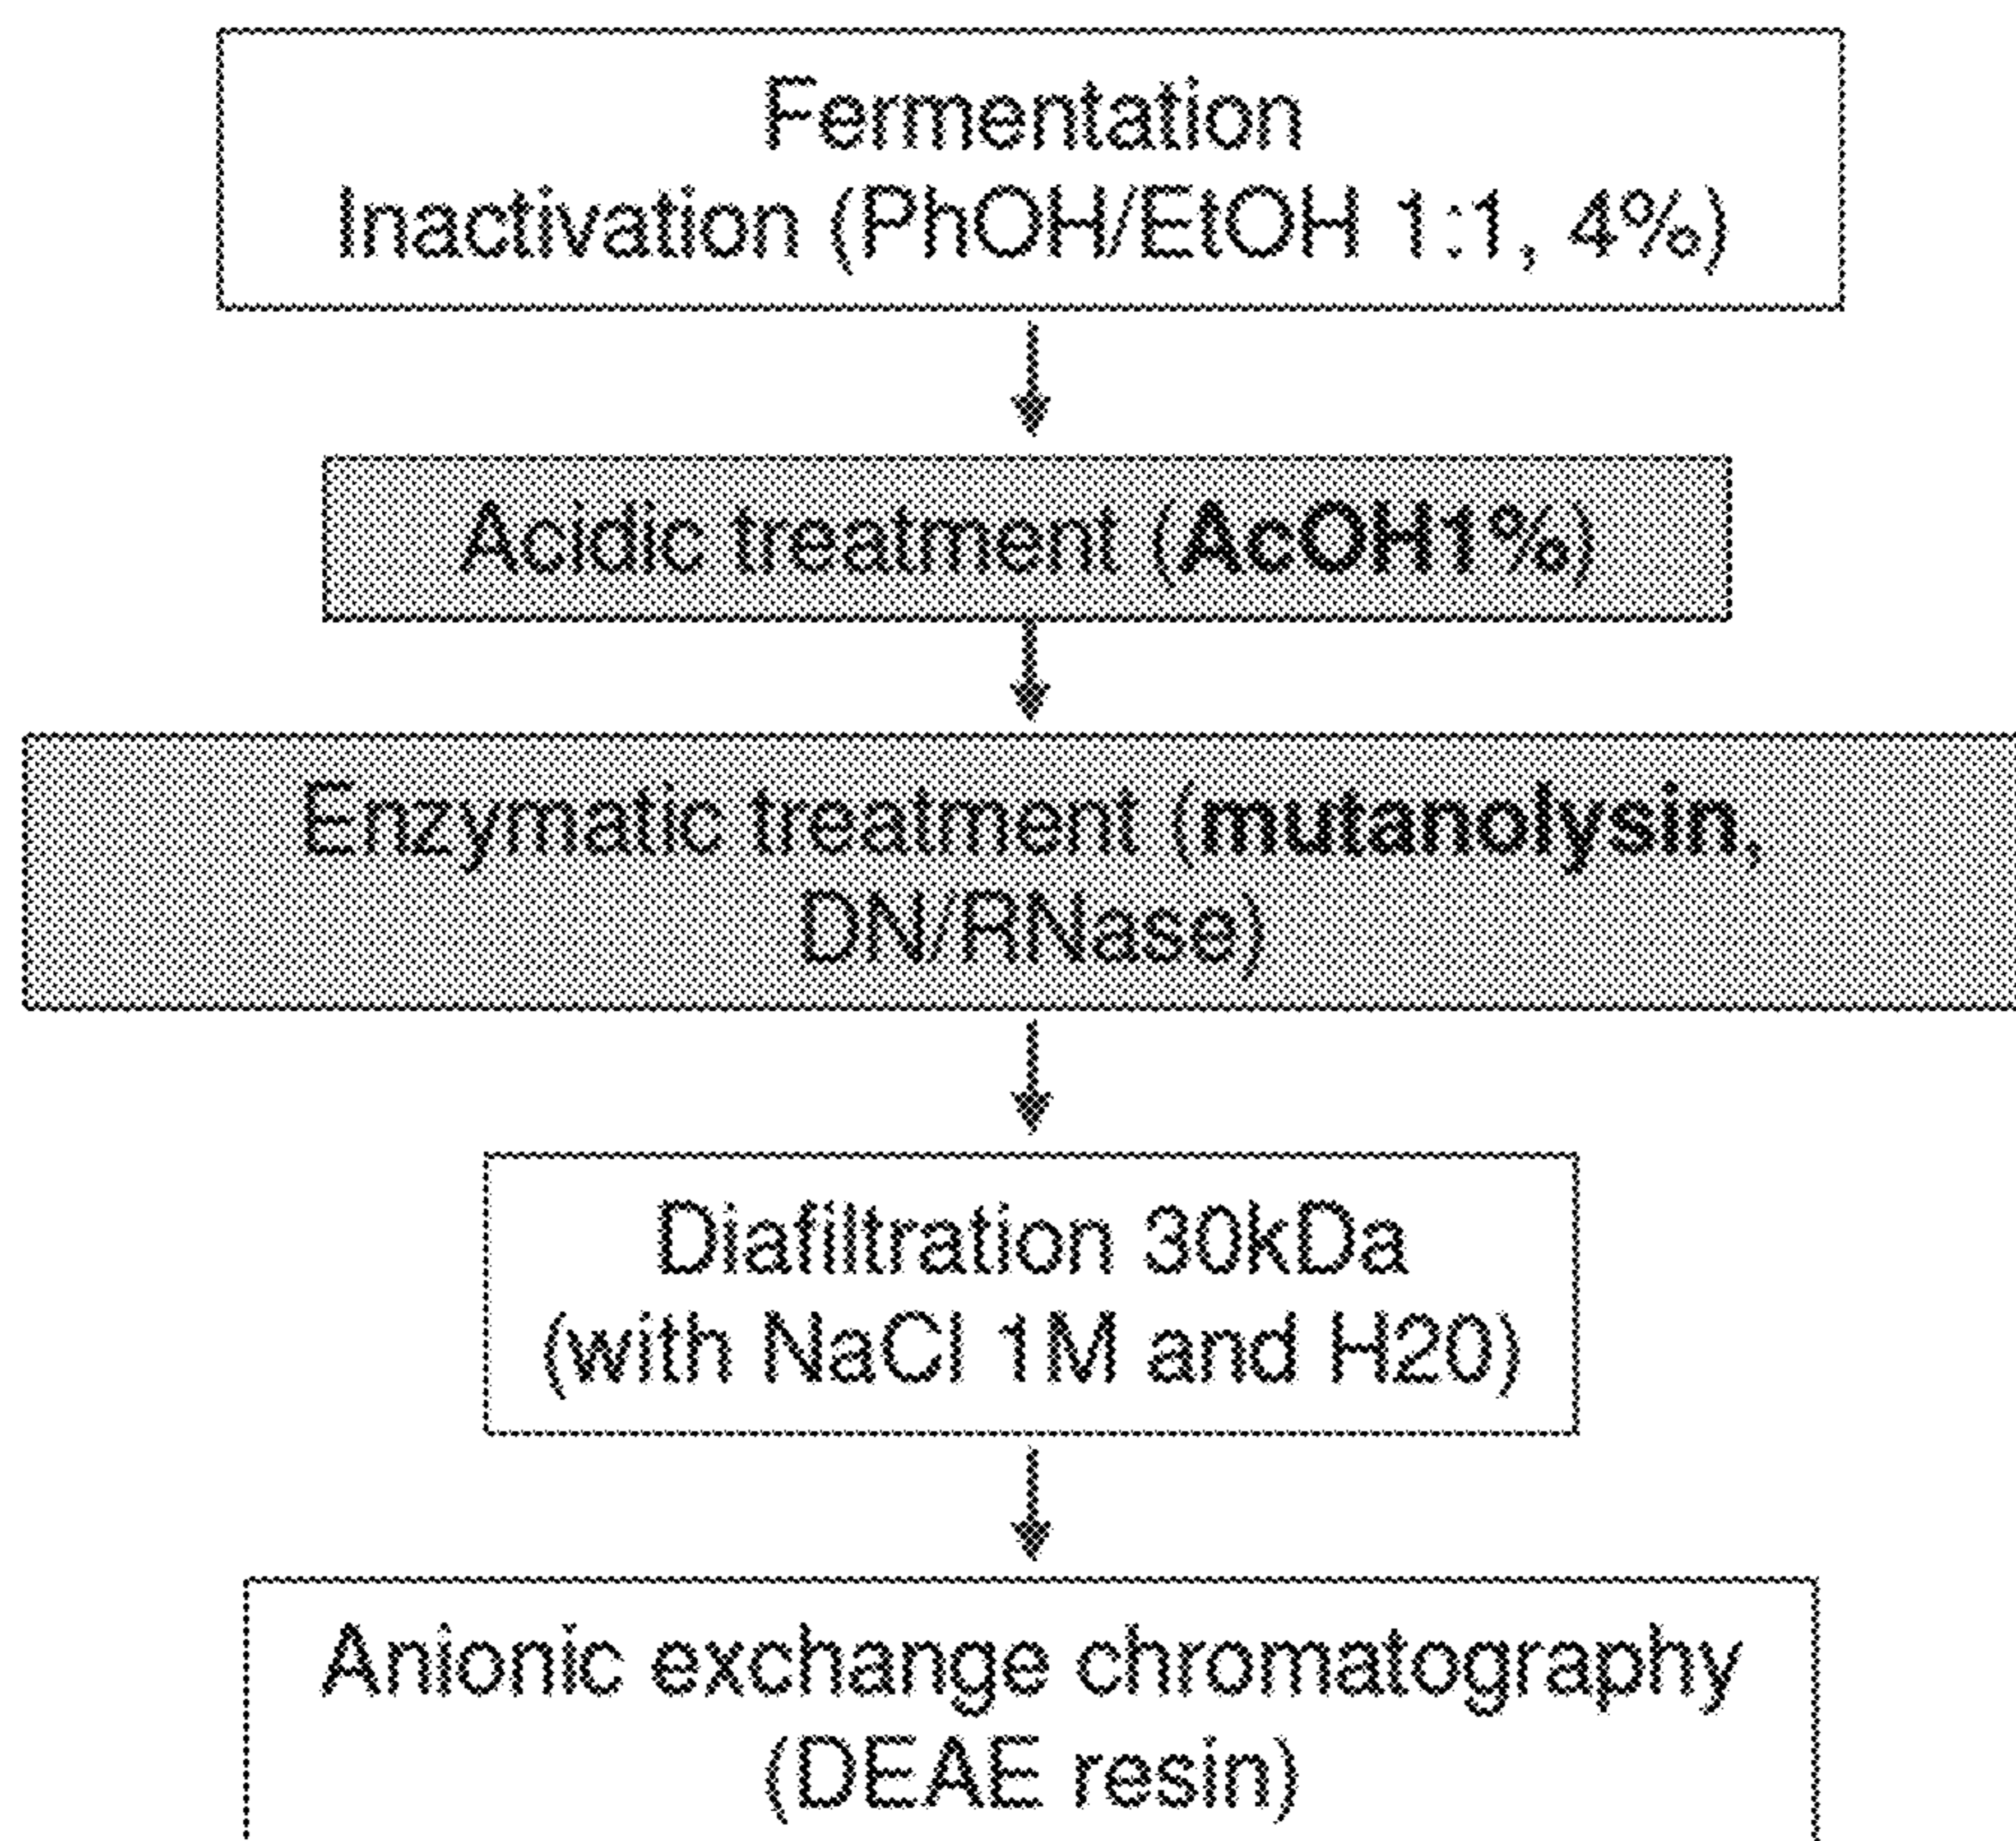 Fermentation
Inactivation (PhOH/EtOH 1:1, 4%)
Acidic treatment (AcOH1%)
Enzymatic treatment (mutanolysin,
DN/RNase)
Diafiltration 30kDa
(with NaCl 1M and H20)
Anionic exchange chromatography
(DEAE resin)